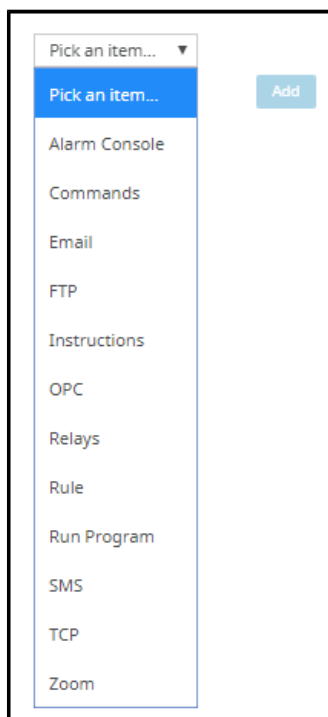 Pick an item...
Pick an item...
Add
Alarm Console
Commands
Email
FTP
Instructions
OPC
Relays
Rule
Run Program
SMS
TCP
Zoom